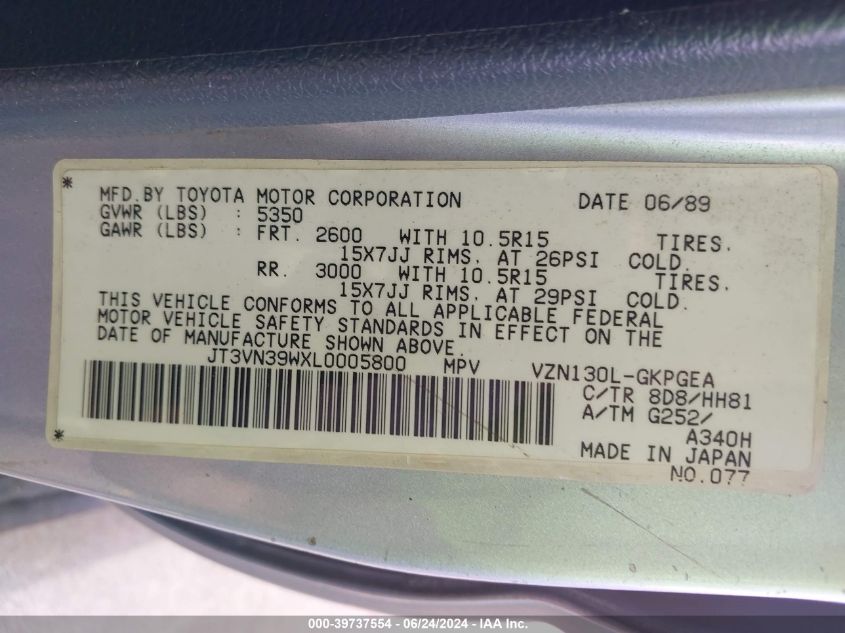 * MFD.BY TOYOTA MOTOR CORPORATION DATE 06/89
GVWR (LBS) : 5350
GAWR (LBS) : FRT. 2600 WITH 10.5R15 TIRES.
15X7JJ RIMS. AT 26PSI COLD.
RR. 3000 WITH 10.5R15 TIRES.
15X7JJ RIMS. AT 29PSI COLD.
THIS VEHICLE CONFORMS TO ALL APPLICABLE FEDERAL
MOTOR VEHICLE SAFETY STANDARDS IN EFFECT ON THE
DATE OF MANUFACTURE SHOWN ABOVE.
JT3VN39WXL0005800 MPV VZN130L-GKPGEA
C/TR 8D8/HH81
A/TM G252/
A340H
* MADE IN JAPAN
NO.077
000-39737554 - 06/24/2024 - IAA Inc.